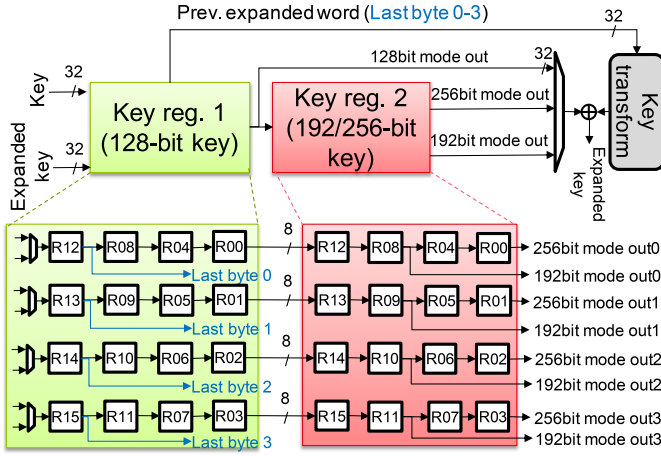 Prev. expanded word (Last byte 0-3)
32
32
Key
128bit mode out
32
Key reg. 1
(128-bit key)
Key reg. 2
(192/256-bit
key)
256bit mode out
192bit mode out
Key
transform
Expanded
key
32
Expanded
key
8
R12
R08
R04
R00
R12
R08
R04
R00
256bit mode out0
Last byte 0
192bit mode out0
8
R13
R09
R05
R01
R13
R09
R05
R01
256bit mode out1
Last byte 1
192bit mode out1
8
R14
R10
R06
R02
R14
R10
R06
R02
256bit mode out2
Last byte 2
192bit mode out2
8
R15
R11
R07
R03
R15
R11
R07
R03
256bit mode out3
Last byte 3
192bit mode out3